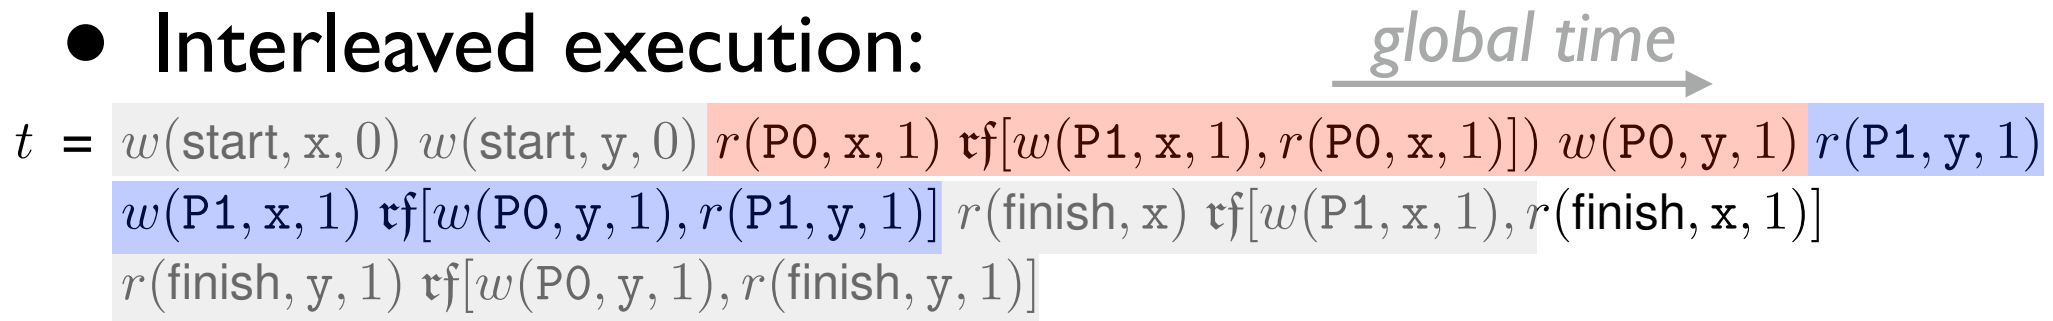 • Interleaved execution:
global time
t = w(start, x, 0) w(start, y, 0) r(P0, x, 1) 𝔯𝔣[w(P1, x, 1), r(P0, x, 1)]) w(P0, y, 1) r(P1, y, 1)
w(P1, x, 1) 𝔯𝔣[w(P0, y, 1), r(P1, y, 1)] r(finish, x) 𝔯𝔣[w(P1, x, 1), r(finish, x, 1)]
r(finish, y, 1) 𝔯𝔣[w(P0, y, 1), r(finish, y, 1)]